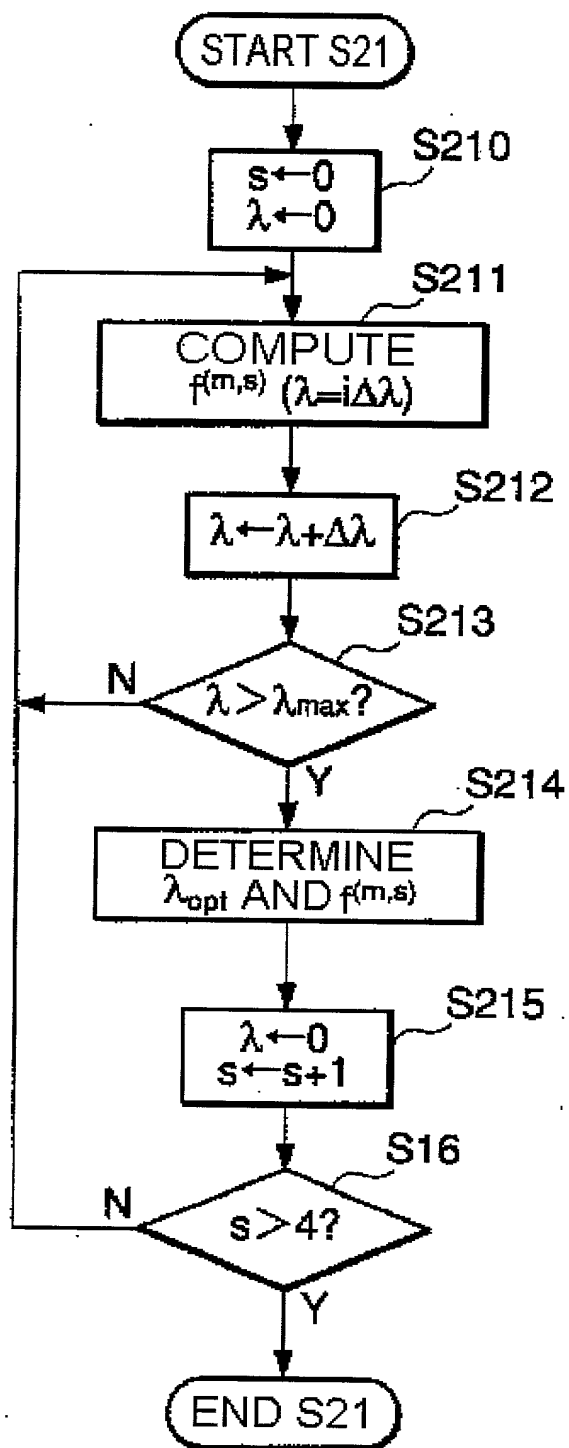 START S21
S210
s←0
λ←0
S211
COMPUTE
f(m,s) (λ=iΔλ)
S212
λ←λ+Δλ
S213
N
λ>λmax?
Y
S214
DETERMINE
λopt AND f(m,s)
S215
λ←0
s←s+1
S16
N
s>4?
Y
END S21